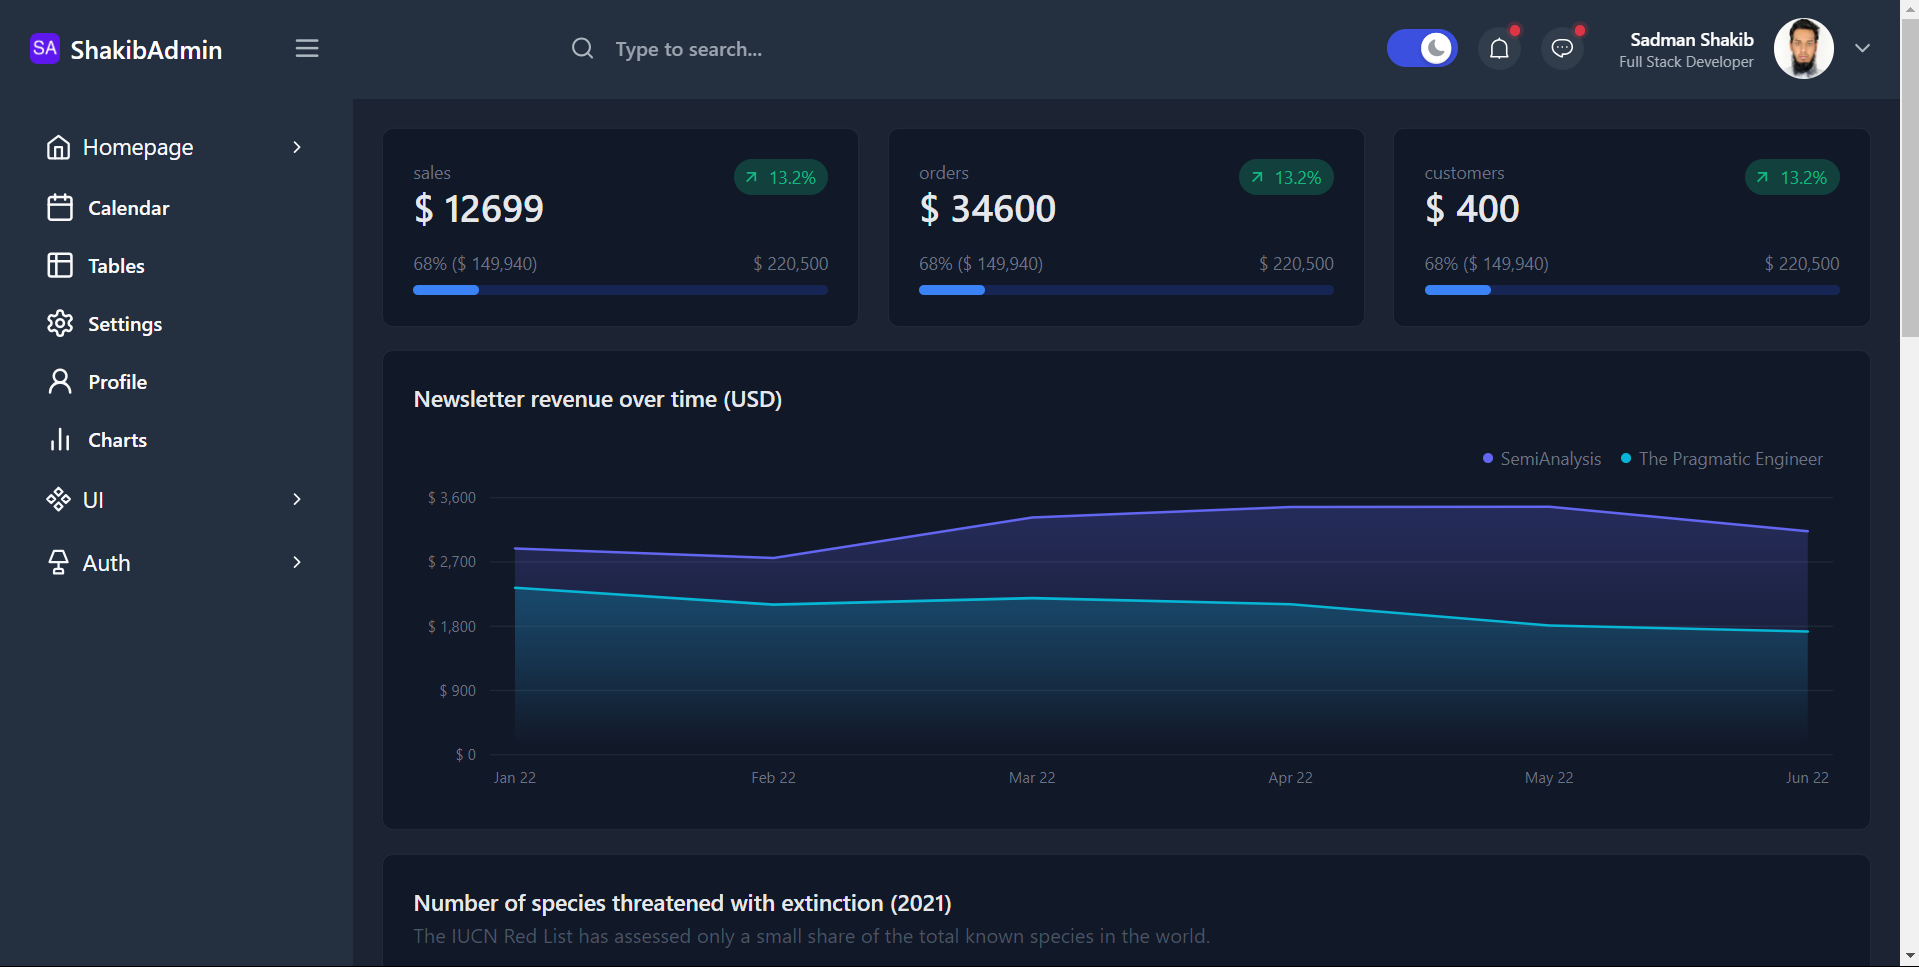 SA ShakibAdmin
Type to search...
Sadman Shakib
Full Stack Developer
Homepage
Calendar
Tables
Settings
Profile
Charts
UI
Auth
sales
13.2%
$ 12699
68% ($ 149,940) $ 220,500
orders
13.2%
$ 34600
68% ($ 149,940) $ 220,500
customers
13.2%
$ 400
68% ($ 149,940) $ 220,500
Newsletter revenue over time (USD)
SemiAnalysis The Pragmatic Engineer
$ 3,600
$ 2,700
$ 1,800
$ 900
$ 0
Jan 22 Feb 22 Mar 22 Apr 22 May 22 Jun 22
Number of species threatened with extinction (2021)
The IUCN Red List has assessed only a small share of the total known species in the world.